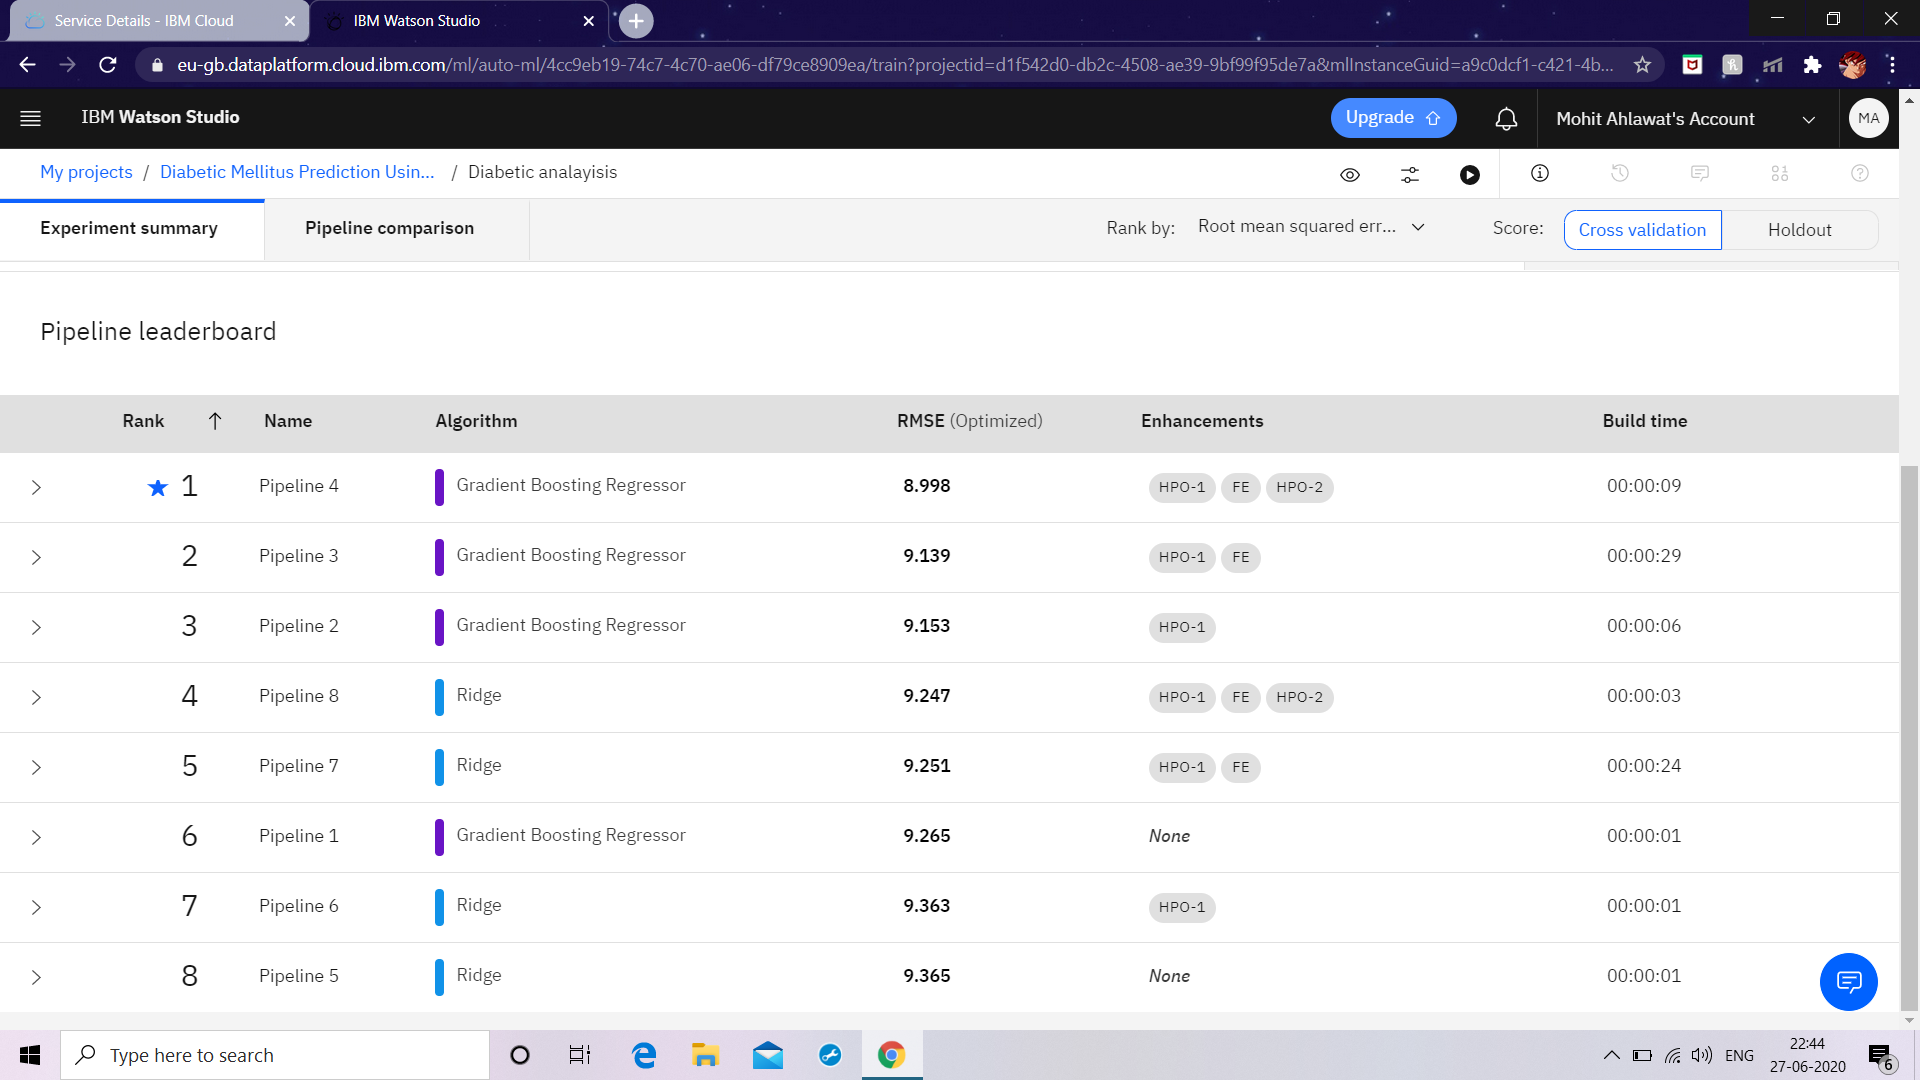 Service Details - IBM Cloud
IBM Watson Studio
eu-gb.dataplatform.cloud.ibm.com/ml/auto-ml/4cc9eb19-74c7-4c70-ae06-df79ce8909ea/train?projectid=d1f542d0-db2c-4508-ae39-9bf99f95de7a&mlInstanceGuid=a9c0dcf1-c421-4b...
IBM Watson Studio
Upgrade
Mohit Ahlawat's Account
MA
My projects / Diabetic Mellitus Prediction Usin... / Diabetic analayisis
Experiment summary
Pipeline comparison
Rank by: Root mean squared err...
Score: Cross validation Holdout
Pipeline leaderboard
Rank Name Algorithm RMSE (Optimized) Enhancements Build time
1 Pipeline 4 Gradient Boosting Regressor 8.998 HPO-1 FE HPO-2 00:00:09
2 Pipeline 3 Gradient Boosting Regressor 9.139 HPO-1 FE 00:00:29
3 Pipeline 2 Gradient Boosting Regressor 9.153 HPO-1 00:00:06
4 Pipeline 8 Ridge 9.247 HPO-1 FE HPO-2 00:00:03
5 Pipeline 7 Ridge 9.251 HPO-1 FE 00:00:24
6 Pipeline 1 Gradient Boosting Regressor 9.265 None 00:00:01
7 Pipeline 6 Ridge 9.363 HPO-1 00:00:01
8 Pipeline 5 Ridge 9.365 None 00:00:01
Type here to search
ENG
22:44
27-06-2020
6